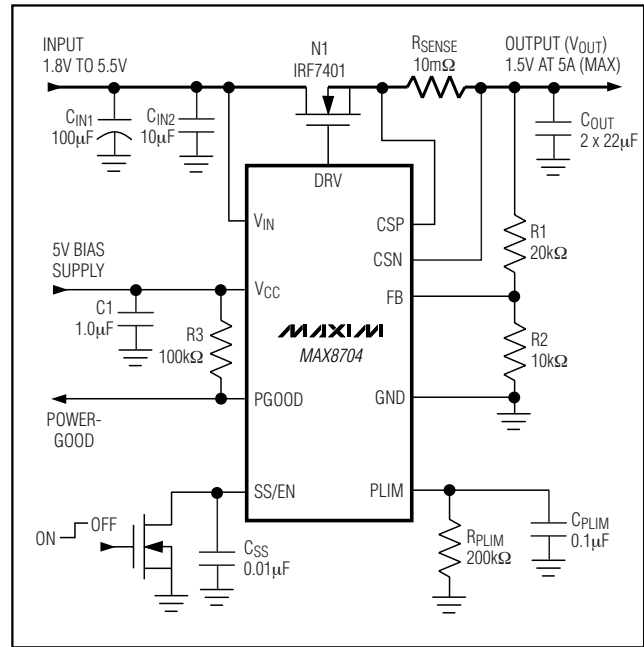 INPUT
1.8V TO 5.5V
N1
IRF7401
RSENSE
10mΩ
OUTPUT (VOUT)
1.5V AT 5A (MAX)
CIN1
100μF
CIN2
10μF
COUT
2 x 22μF
DRV
VIN
CSP
CSN
R1
20kΩ
5V BIAS
SUPPLY
VCC
FB
C1
1.0μF
R3
100kΩ
MAXIM
MAX8704
R2
10kΩ
PGOOD
GND
POWER-
GOOD
SS/EN
PLIM
ON
OFF
CSS
0.01μF
RPLIM
200kΩ
CPLIM
0.1μF